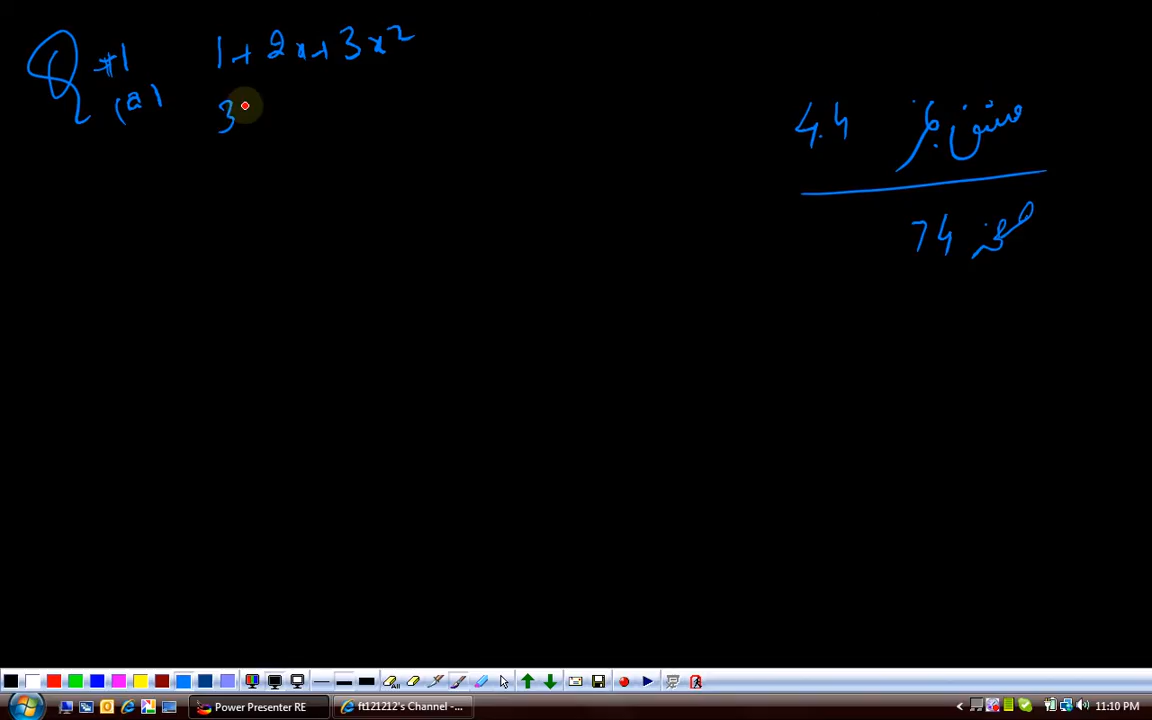 Q #1 1 + 2x + 3x²
(a) 3
مشق نمبر 4.4
صفحہ 74
All
Power Presenter RE
ft121212's Channel -...
11:10 PM